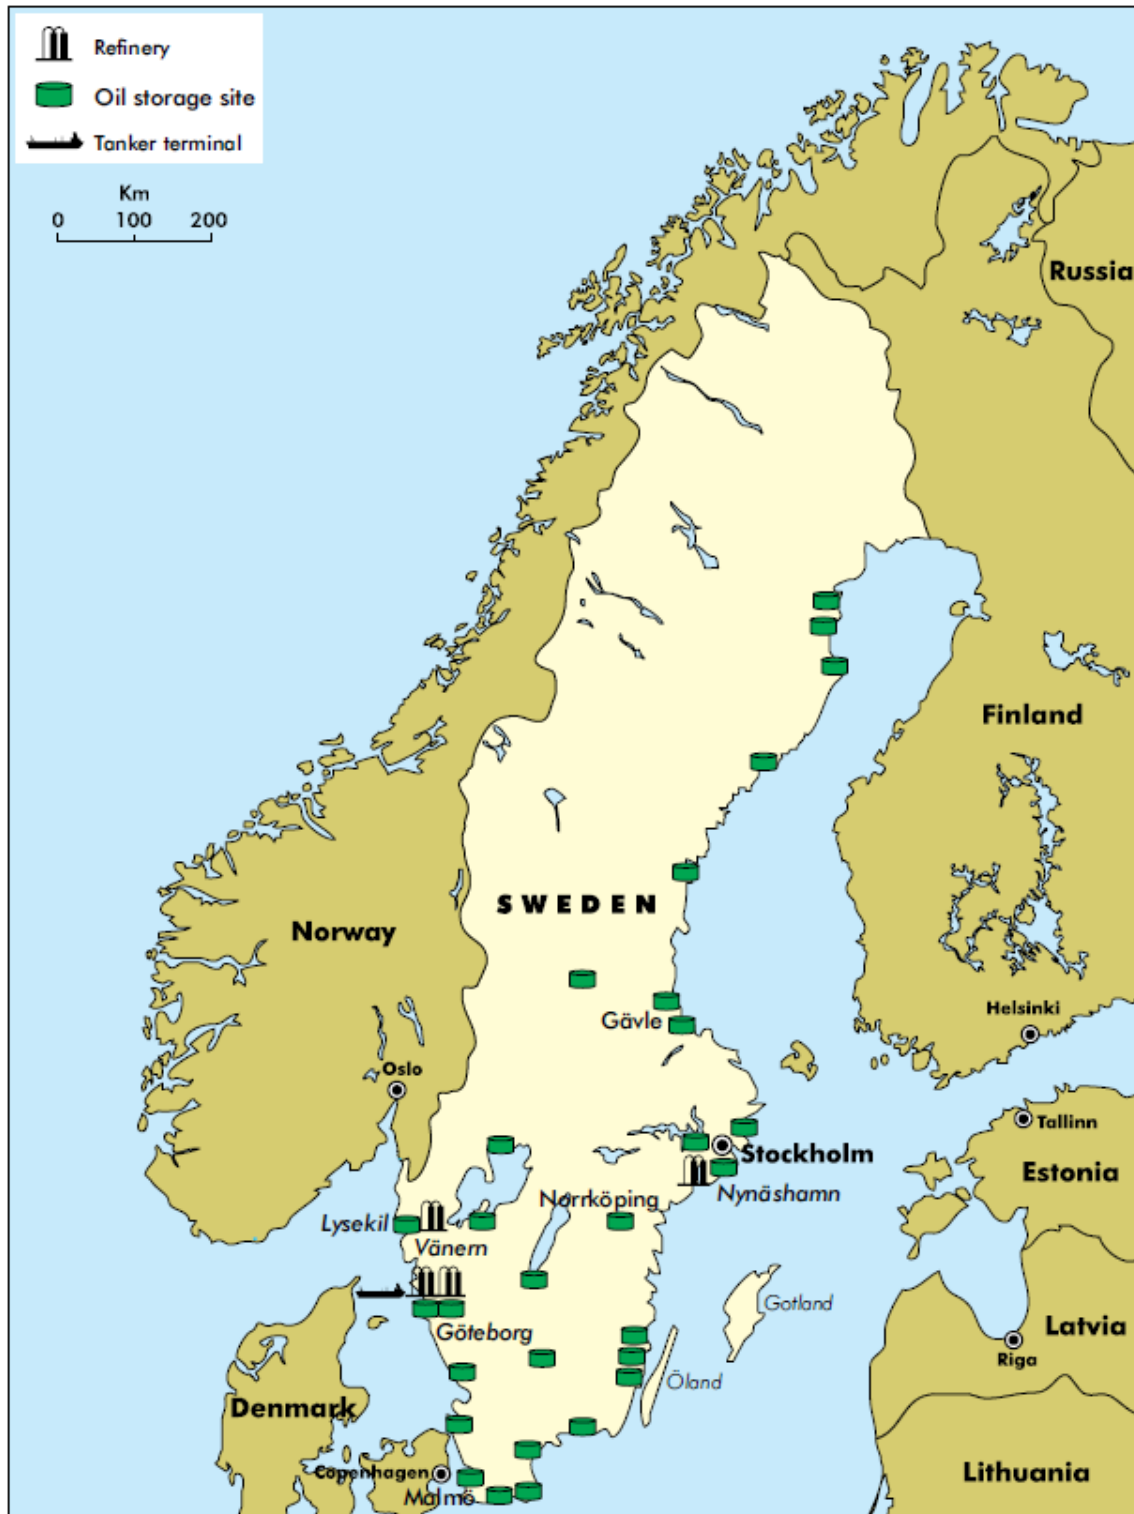 Refinery
Oil storage site
Tanker terminal
Km
0 100 200
Russia
Finland
SWEDEN
Norway
Gävle
Helsinki
Oslo
Tallinn
Stockholm
Estonia
Nynäshamn
Norrköping
Lysekil
Vänern
Gotland
Göteborg
Latvia
Riga
Öland
Denmark
Copenhagen
Lithuania
Malmö